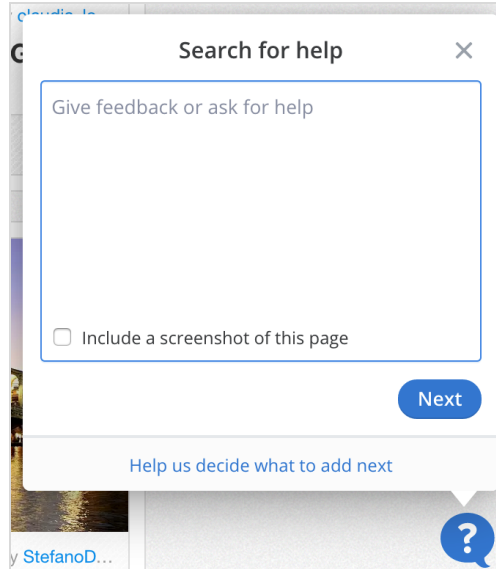 Search for help
Give feedback or ask for help
Include a screenshot of this page
Next
Help us decide what to add next
?
y StefanoD...